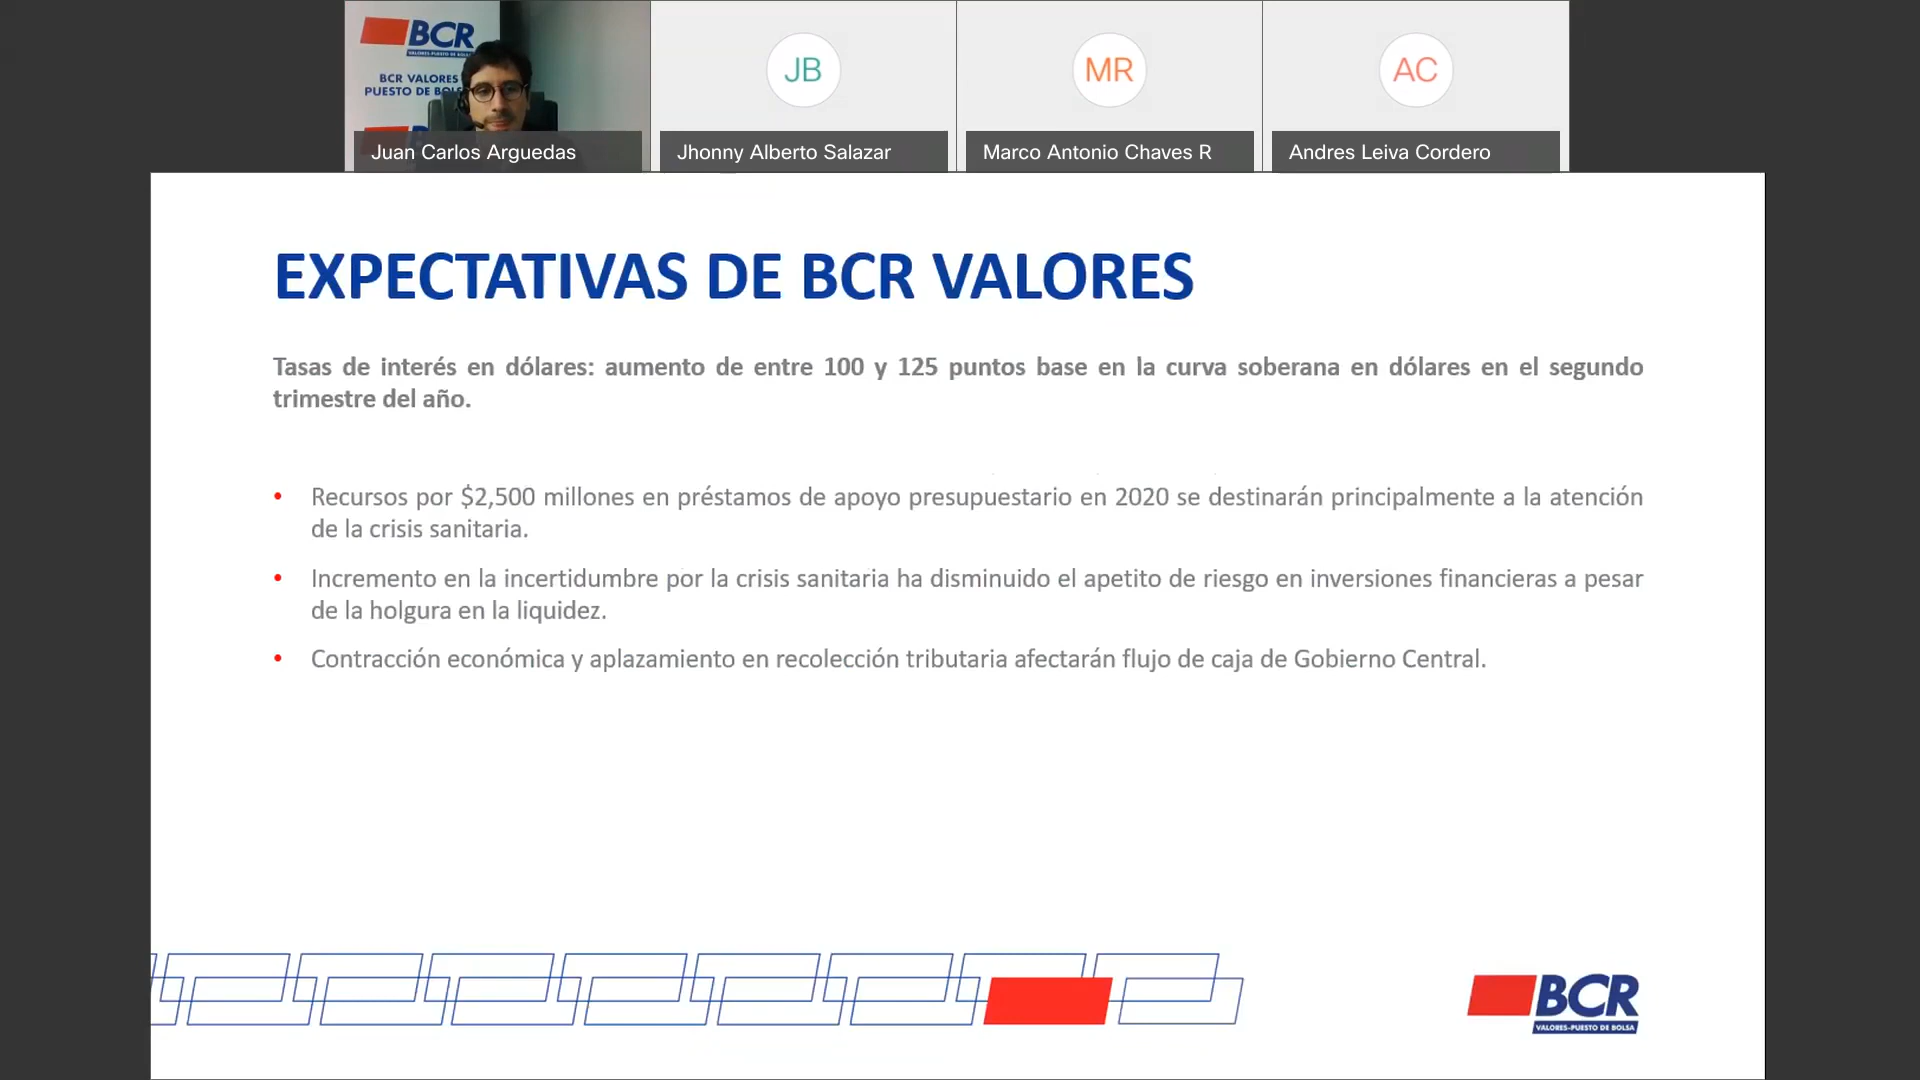 BCR
VALORES-PUESTO DE BOLSA
BCR VALORES
PUESTO DE BOLS
JB
MR
AC
Juan Carlos Arguedas
Jhonny Alberto Salazar
Marco Antonio Chaves R
Andres Leiva Cordero
EXPECTATIVAS DE BCR VALORES
Tasas de interés en dólares: aumento de entre 100 y 125 puntos base en la curva soberana en dólares en el segundo
trimestre del año.
• Recursos por $2,500 millones en préstamos de apoyo presupuestario en 2020 se destinarán principalmente a la atención
de la crisis sanitaria.
• Incremento en la incertidumbre por la crisis sanitaria ha disminuido el apetito de riesgo en inversiones financieras a pesar
de la holgura en la liquidez.
• Contracción económica y aplazamiento en recolección tributaria afectarán flujo de caja de Gobierno Central.
BCR
VALORES-PUESTO DE BOLSA